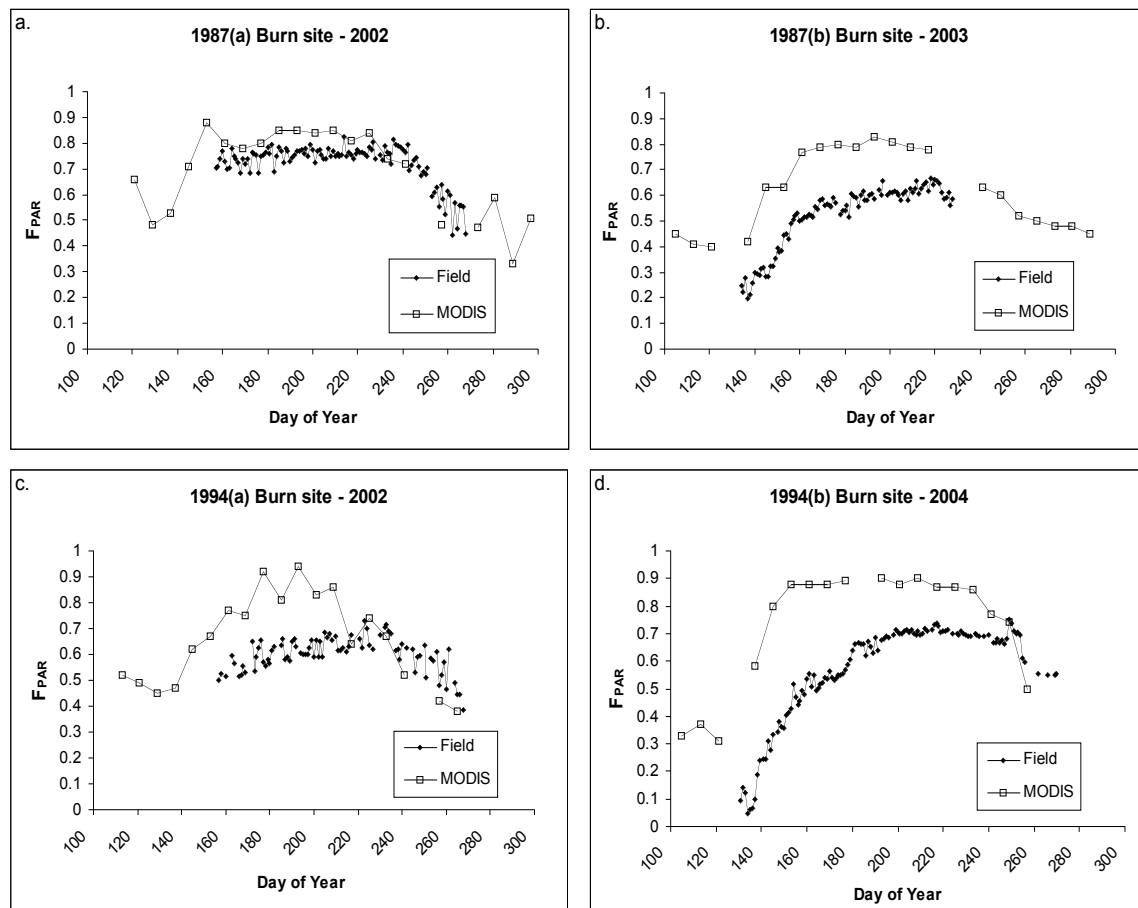 a.
1987(a) Burn site - 2002
1
0.9
0.8
0.7
0.6
0.5
0.4
0.3
0.2
0.1
0
FPAR
Field
MODIS
100 120 140 160 180 200 220 240 260 280 300
Day of Year
b.
1987(b) Burn site - 2003
1
0.9
0.8
0.7
0.6
0.5
0.4
0.3
0.2
0.1
0
FPAR
Field
MODIS
100 120 140 160 180 200 220 240 260 280 300
Day of Year
c.
1994(a) Burn site - 2002
1
0.9
0.8
0.7
0.6
0.5
0.4
0.3
0.2
0.1
0
FPAR
Field
MODIS
100 120 140 160 180 200 220 240 260 280 300
Day of Year
d.
1994(b) Burn site - 2004
1
0.9
0.8
0.7
0.6
0.5
0.4
0.3
0.2
0.1
0
FPAR
Field
MODIS
100 120 140 160 180 200 220 240 260 280 300
Day of Year